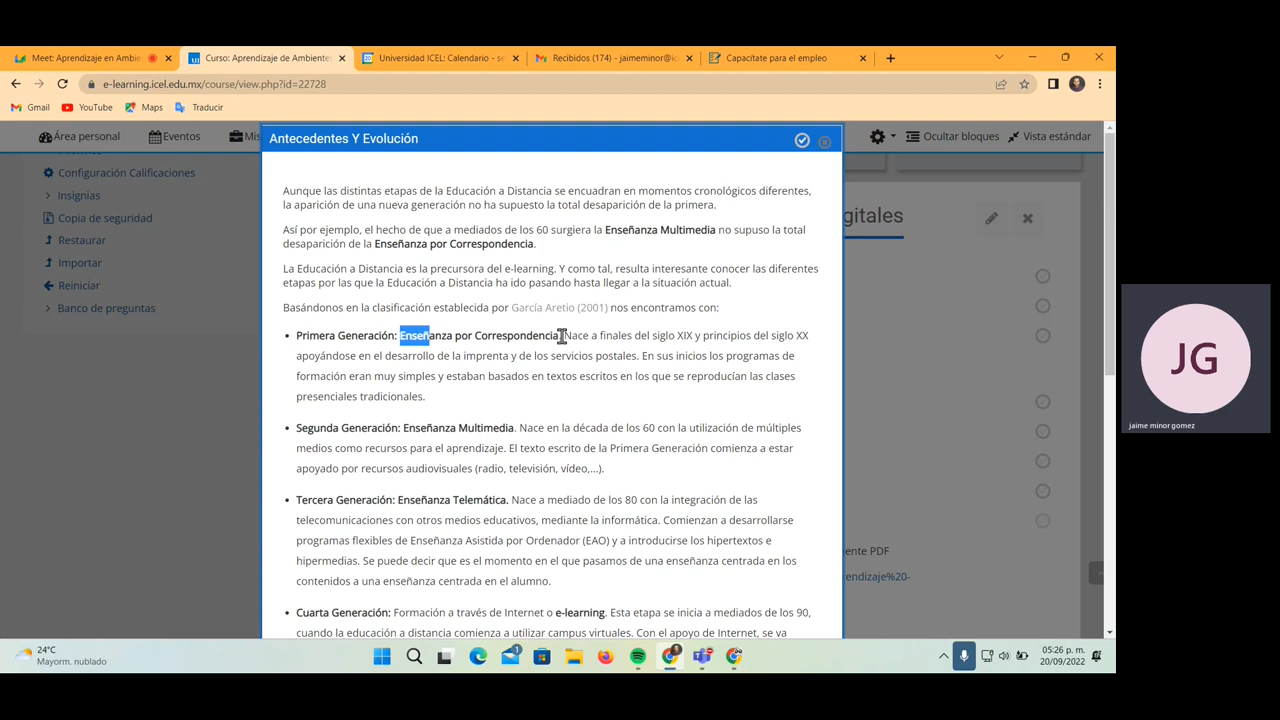 Meet: Aprendizaje en Ambie
Curso: Aprendizaje de Ambiente
Universidad ICEL: Calendario - se
Recibidos (174) - jaimeminor@ic
Capacítate para el empleo
e-learning.icel.edu.mx/course/view.php?id=22728
Gmail
YouTube
Maps
Traducir
Área personal
Eventos
Mis
Ocultar bloques
Vista estándar
Configuración Calificaciones
Insignias
Copia de seguridad
Restaurar
Importar
Reiniciar
Banco de preguntas
Antecedentes Y Evolución
Aunque las distintas etapas de la Educación a Distancia se encuadran en momentos cronológicos diferentes,
la aparición de una nueva generación no ha supuesto la total desaparición de la primera.
Así por ejemplo, el hecho de que a mediados de los 60 surgiera la Enseñanza Multimedia no supuso la total
desaparición de la Enseñanza por Correspondencia.
La Educación a Distancia es la precursora del e-learning. Y como tal, resulta interesante conocer las diferentes
etapas por las que la Educación a Distancia ha ido pasando hasta llegar a la situación actual.
Basándonos en la clasificación establecida por García Aretio (2001) nos encontramos con:
• Primera Generación: Enseñanza por Correspondencia. Nace a finales del siglo XIX y principios del siglo XX
apoyándose en el desarrollo de la imprenta y de los servicios postales. En sus inicios los programas de
formación eran muy simples y estaban basados en textos escritos en los que se reproducían las clases
presenciales tradicionales.
• Segunda Generación: Enseñanza Multimedia. Nace en la década de los 60 con la utilización de múltiples
medios como recursos para el aprendizaje. El texto escrito de la Primera Generación comienza a estar
apoyado por recursos audiovisuales (radio, televisión, vídeo,...).
• Tercera Generación: Enseñanza Telemática. Nace a mediado de los 80 con la integración de las
telecomunicaciones con otros medios educativos, mediante la informática. Comienzan a desarrollarse
programas flexibles de Enseñanza Asistida por Ordenador (EAO) y a introducirse los hipertextos e
hipermedias. Se puede decir que es el momento en el que pasamos de una enseñanza centrada en los
contenidos a una enseñanza centrada en el alumno.
• Cuarta Generación: Formación a través de Internet o e-learning. Esta etapa se inicia a mediados de los 90,
cuando la educación a distancia comienza a utilizar campus virtuales. Con el apoyo de Internet, se va
gitales
ente PDF
endizaje%20-
JG
jaime minor gomez
24°C
Mayorm. nublado
05:26 p. m.
20/09/2022